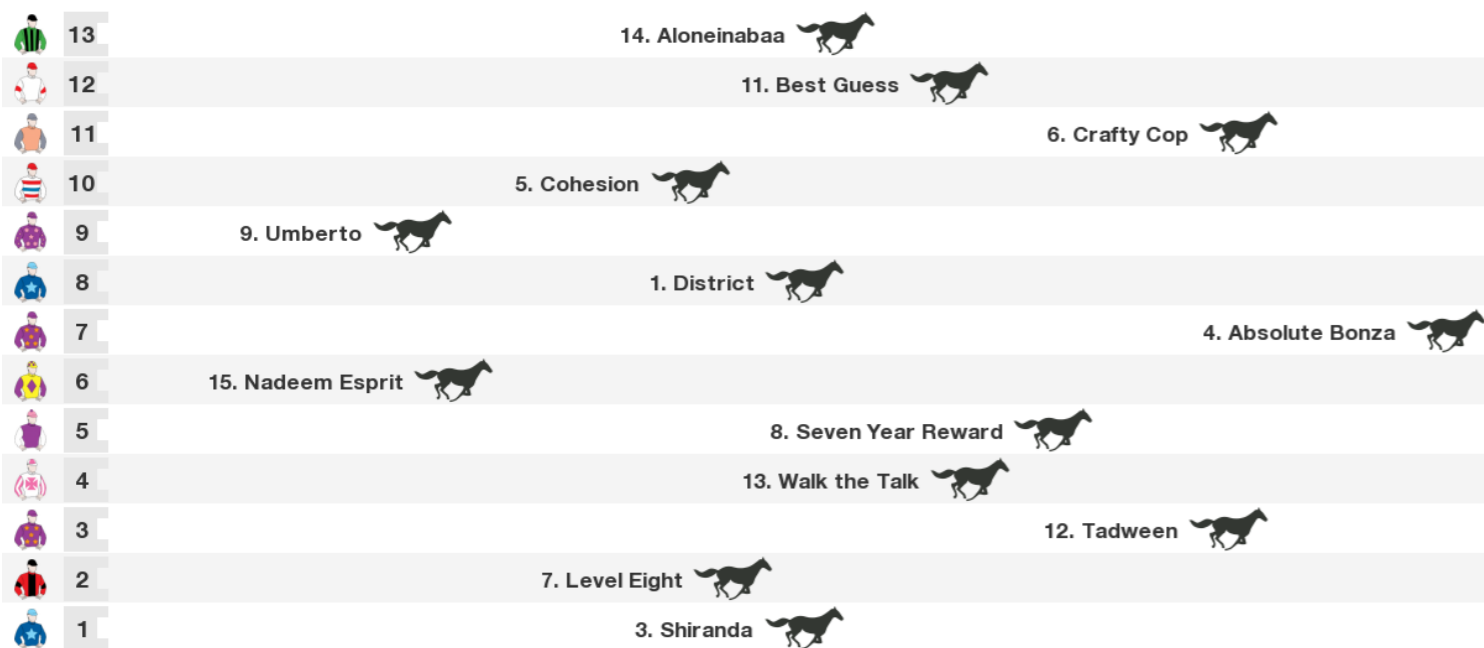 13 14. Aloneinabaa
12 11. Best Guess
11 6. Crafty Cop
10 5. Cohesion
9 9. Umberto
8 1. District
7 4. Absolute Bonza
6 15. Nadeem Esprit
5 8. Seven Year Reward
4 13. Walk the Talk
3 12. Tadween
2 7. Level Eight
1 3. Shiranda